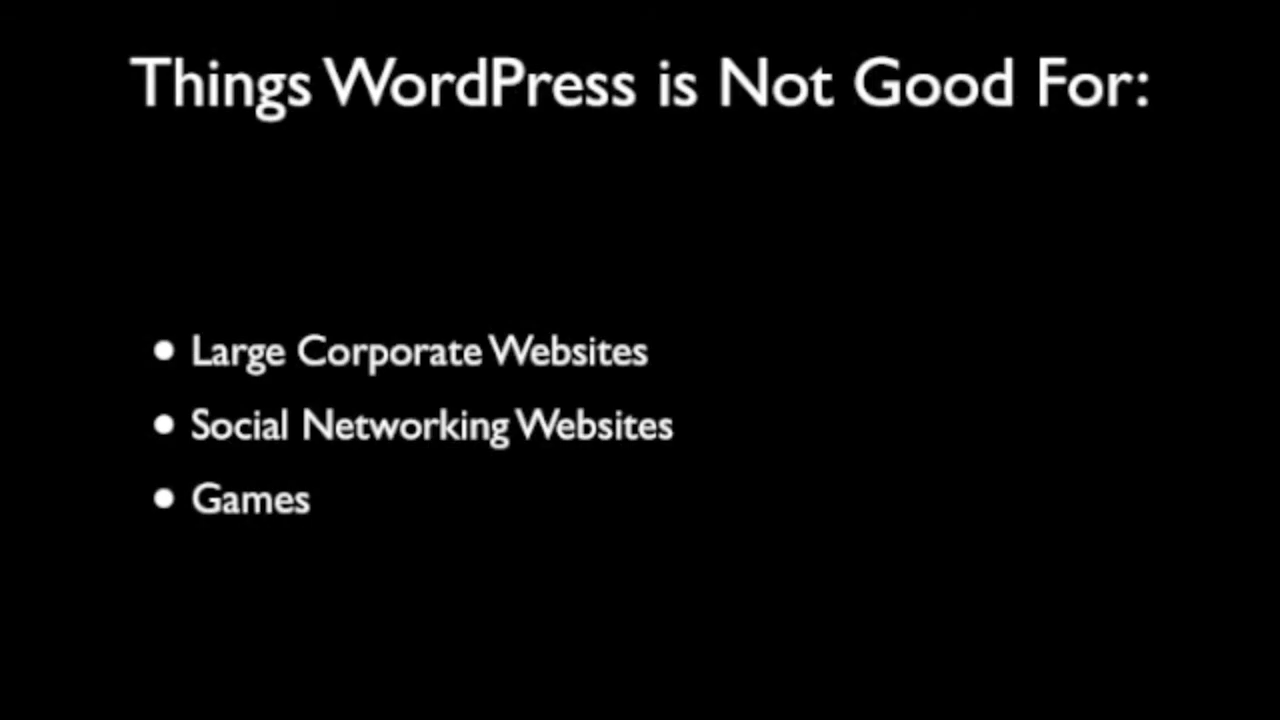 Things WordPress is Not Good For:
• Large Corporate Websites
• Social Networking Websites
• Games